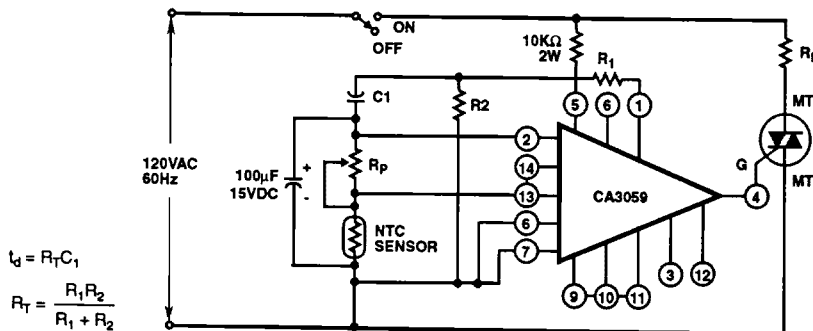 ON
OFF
10KΩ
2W
R1
R
C1
R2
5
6
1
120VAC
60Hz
100μF
15VDC
+
-
RP
NTC
SENSOR
2
14
13
6
7
CA3059
G
4
MT
MT
9
10
11
3
12
td = RTC1
RT = R1R2
R1 + R2